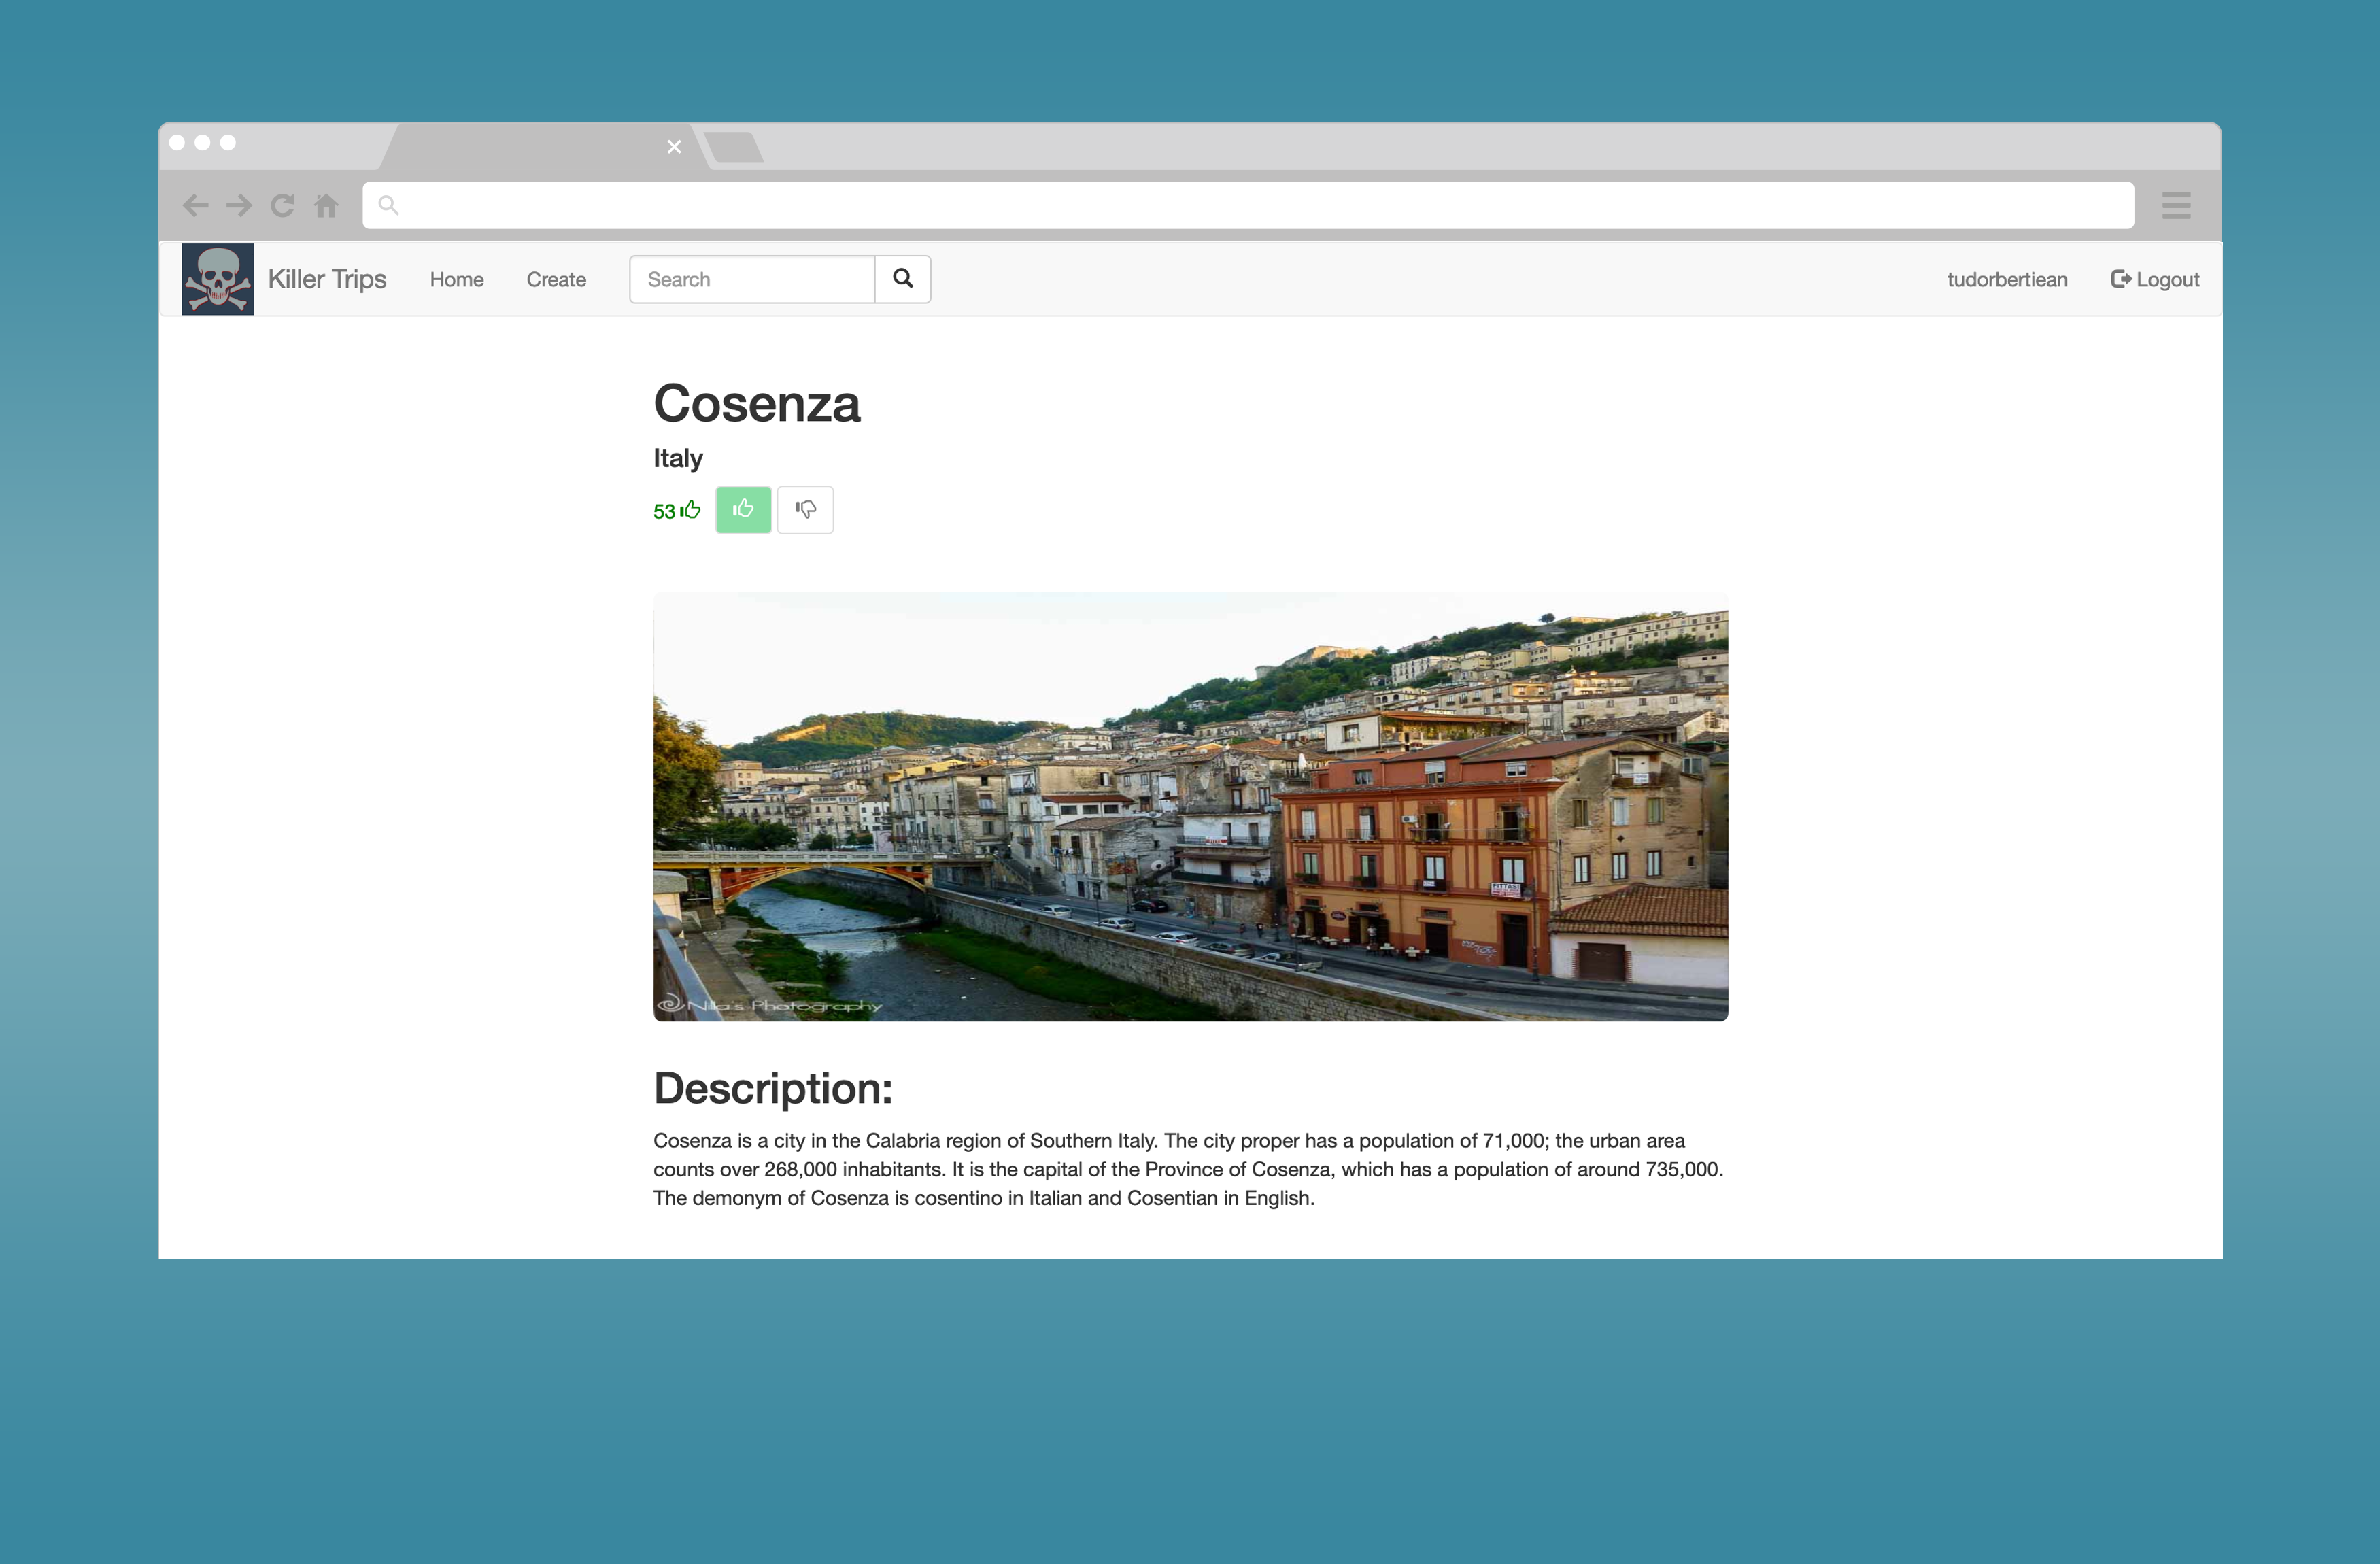 Killer Trips Home Create Search tudorbertiean Logout
Cosenza
Italy
53
FITTASI
Nila's Photography
Description:
Cosenza is a city in the Calabria region of Southern Italy. The city proper has a population of 71,000; the urban area
counts over 268,000 inhabitants. It is the capital of the Province of Cosenza, which has a population of around 735,000.
The demonym of Cosenza is cosentino in Italian and Cosentian in English.